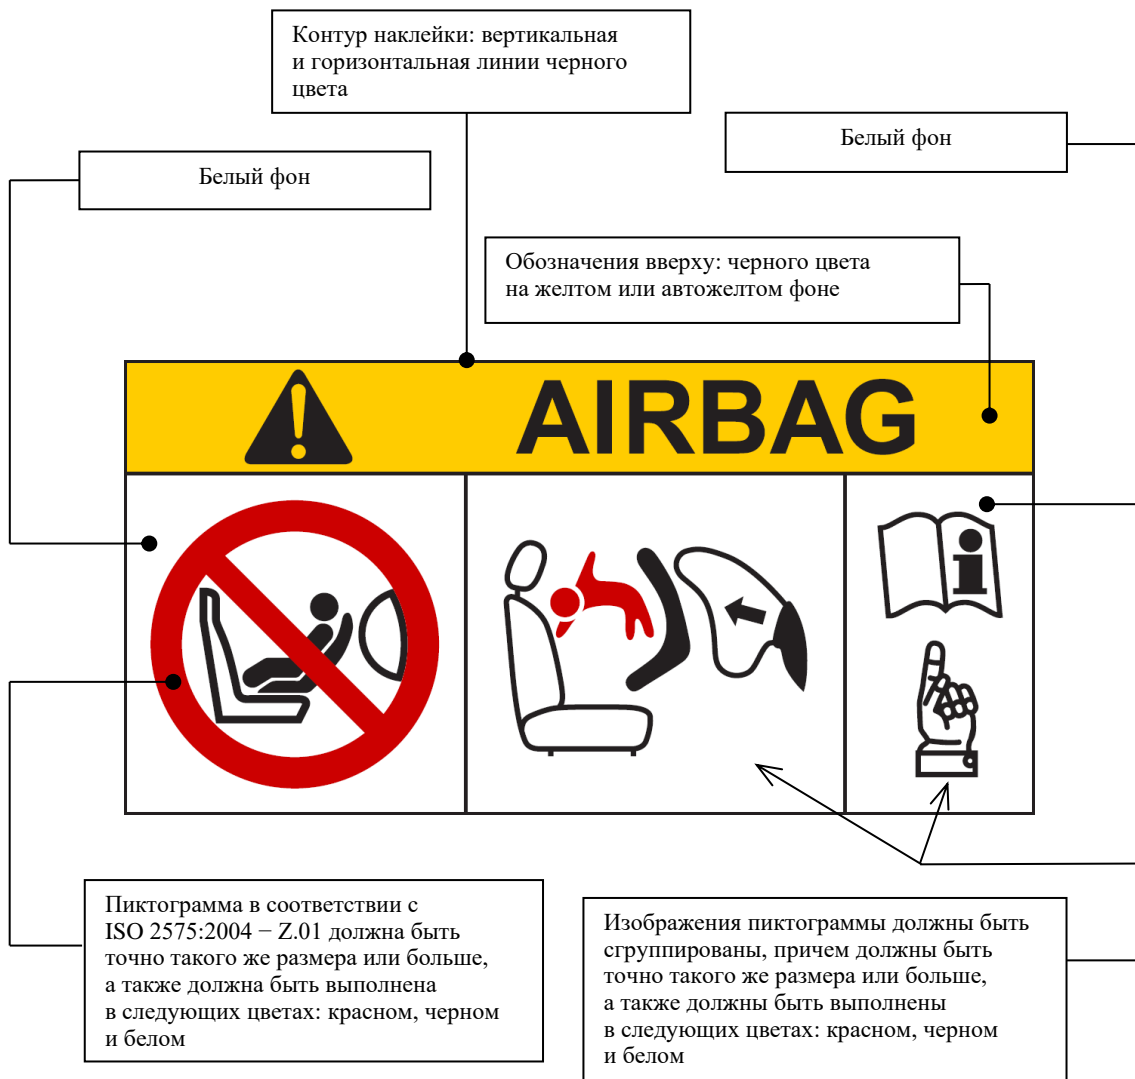 Контур наклейки: вертикальная
и горизонтальная линии черного
цвета
Белый фон
Белый фон
Обозначения вверху: черного цвета
на желтом или автожелтом фоне
AIRBAG
Пиктограмма в соответствии с
ISO 2575:2004 − Z.01 должна быть
точно такого же размера или больше,
а также должна быть выполнена
в следующих цветах: красном, черном
и белом
Изображения пиктограммы должны быть
сгруппированы, причем должны быть
точно такого же размера или больше,
а также должны быть выполнены
в следующих цветах: красном, черном
и белом